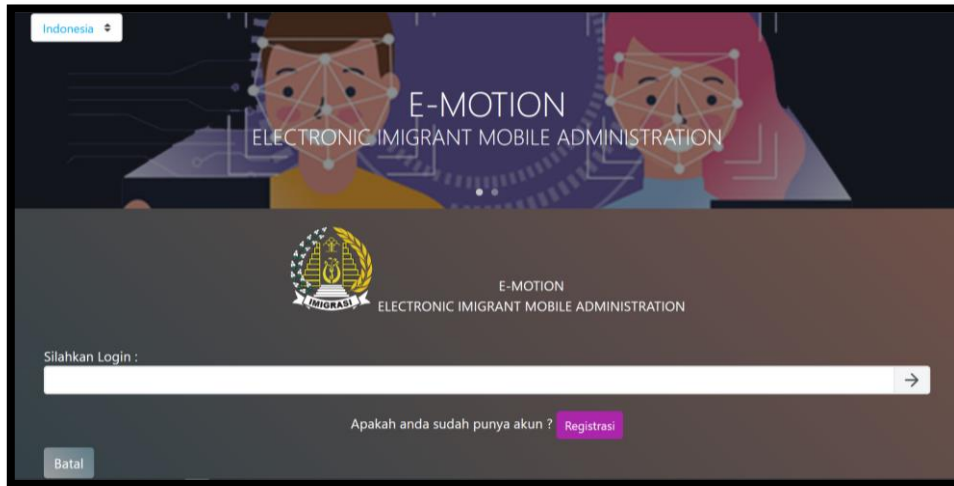 Indonesia
E-MOTION
ELECTRONIC IMIGRANT MOBILE ADMINISTRATION
IMIGRASI
E-MOTION
ELECTRONIC IMIGRANT MOBILE ADMINISTRATION
Silahkan Login :
Apakah anda sudah punya akun ? Registrasi
Batal